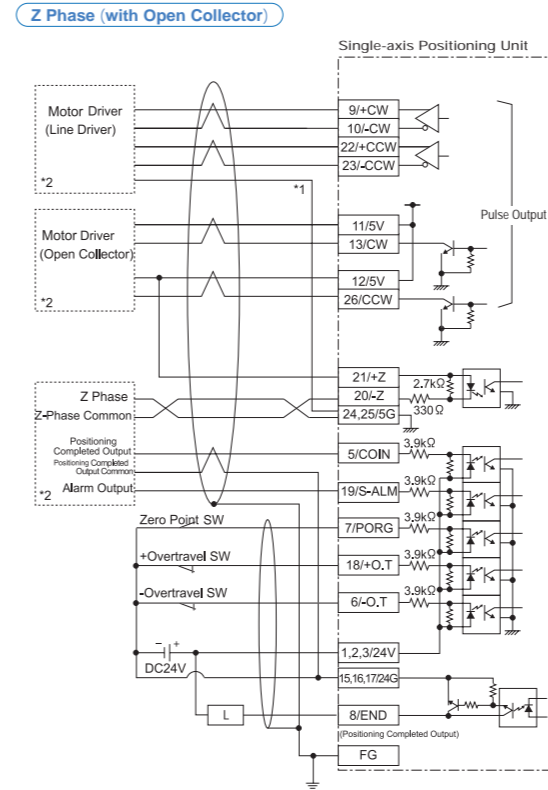 Z Phase (with Open Collector)
Single-axis Positioning Unit
Motor Driver
(Line Driver)
*2
*1
9/+CW
10/-CW
22/+CCW
23/-CCW
Pulse Output
Motor Driver
(Open Collector)
*2
11/5V
13/CW
12/5V
26/CCW
21/+Z
20/-Z
24,25/5G
2.7kΩ
330Ω
Z Phase
Z-Phase Common
Positioning
Completed Output
Positioning Completed
Output Common
*2 Alarm Output
5/COIN
3.9kΩ
19/S-ALM
3.9kΩ
Zero Point SW
7/PORG
3.9kΩ
+Overtravel SW
18/+O.T
3.9kΩ
-Overtravel SW
6/-O.T
3.9kΩ
− +
DC24V
1,2,3/24V
15,16,17/24G
L
8/END
(Positioning Completed Output)
FG